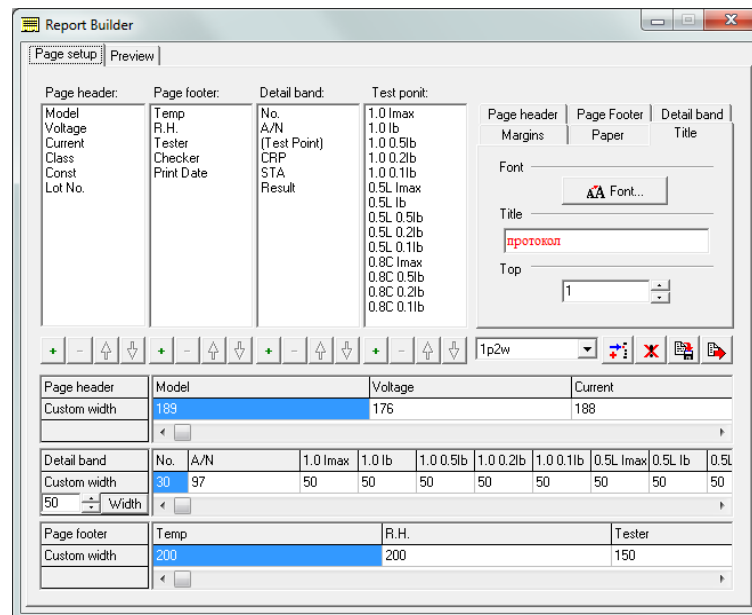 Report Builder
Page setup Preview
Page header: Page footer: Detail band: Test ponit:
Model Temp No. 1.0 Imax
Voltage R.H. A/N 1.0 Ib
Current Tester (Test Point) 1.0 0.5Ib
Class Checker CRP 1.0 0.2Ib
Const Print Date STA 1.0 0.1Ib
Lot No. Result 0.5L Imax
0.5L Ib
0.5L 0.5Ib
0.5L 0.2Ib
0.5L 0.1Ib
0.8C Imax
0.8C 0.5Ib
0.8C 0.2Ib
0.8C 0.1Ib
Page header Page Footer Detail band
Margins Paper Title
Font
Font...
Title
протокол
Top
1
1p2w
Page header Model Voltage Current
Custom width 189 176 188
Detail band No. A/N 1.0 Imax 1.0 Ib 1.0 0.5Ib 1.0 0.2Ib 1.0 0.1Ib 0.5L Imax 0.5L Ib 0.5L
Custom width 30 97 50 50 50 50 50 50 50 50
50 Width
Page footer Temp R.H. Tester
Custom width 200 200 150